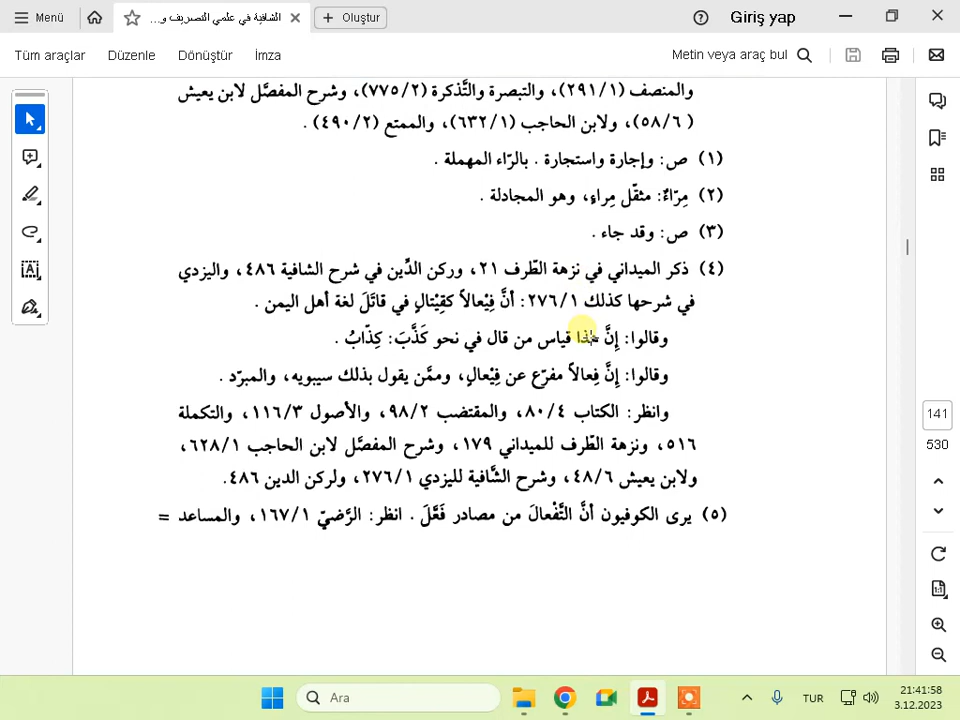 Menü
الشافية في علمي التصريف و...
Oluştur
Giriş yap
Tüm araçlar
Düzenle
Dönüştür
İmza
Metin veya araç bul
والمنصف (٢٩١/١)، والتبصرة والتَّذكرة (٧٧٥/٢)، وشرح المفصَّل لابن يعيش
(٥٨/٦)، ولابن الحاجب (٦٣٢/١)، والممتع (٤٩٠/٢) .
(١) ص: وإجارة واستجارة . بالرّاء المهملة .
(٢) مِرّاءٌ: مثقّل مِراءٍ، وهو المجادلة .
(٣) ص: وقد جاء .
(٤) ذكر الميداني في نزهة الطّرف ٢١، وركن الدِّين في شرح الشافية ٤٨٦، واليزدي
في شرحها كذلك ٢٧٦/١: أنَّ فِيْعالاً كقِيْتالٍ في قاتَلَ لغة أهل اليمن .
وقالوا: إِنَّ هذا قياس من قال في نحو كَذَّبَ: كِذّابُ .
وقالوا: إِنَّ فِعالاً مفرّع عن فِيْعالٍ، وممَّن يقول بذلك سيبويه، والمبرّد .
وانظر: الكتاب ٨٠/٤، والمقتضب ٩٨/٢، والأصول ١١٦/٣، والتكملة
٥١٦، ونزهة الطّرف للميداني ١٧٩، وشرح المفصَّل لابن الحاجب ٦٢٨/١،
ولابن يعيش ٤٨/٦، وشرح الشَّافية لليزدي ٢٧٦/١، ولركن الدين ٤٨٦.
(٥) يرى الكوفيون أنَّ التَّفْعالَ من مصادر فَعَّلَ . انظر: الرَّضيّ ١٦٧/١، والمساعد =
141
530
Ara
TUR
21:41:58
3.12.2023